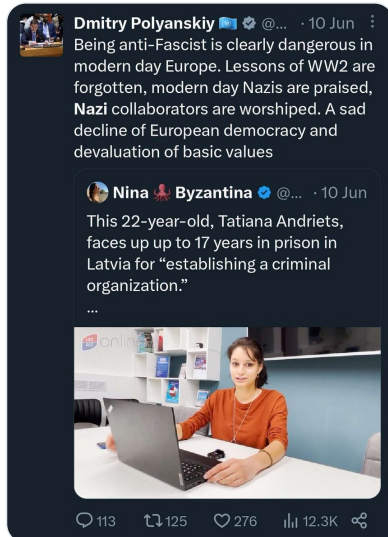 Dmitry Polyanskiy 🇺🇳 @... · 10 Jun
Being anti-Fascist is clearly dangerous in
modern day Europe. Lessons of WW2 are
forgotten, modern day Nazis are praised,
Nazi collaborators are worshiped. A sad
decline of European democracy and
devaluation of basic values
Nina 🐙 Byzantina @... · 10 Jun
This 22-year-old, Tatiana Andriets,
faces up up to 17 years in prison in
Latvia for “establishing a criminal
organization.”
...
online
113 125 276 12.3K